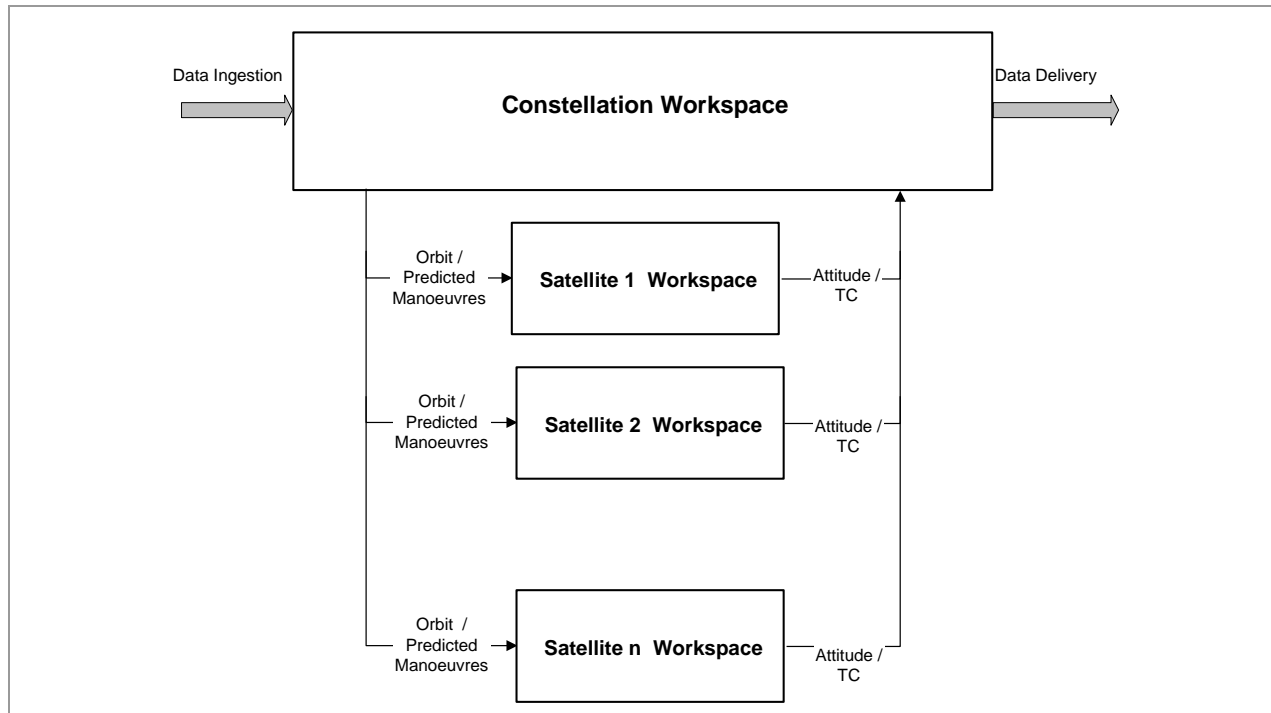 Data Ingestion
Data Delivery
Constellation Workspace
Orbit /
Predicted
Manoeuvres
Satellite 1 Workspace
Attitude /
TC
Orbit /
Predicted
Manoeuvres
Satellite 2 Workspace
Attitude /
TC
Orbit /
Predicted
Manoeuvres
Satellite n Workspace
Attitude /
TC